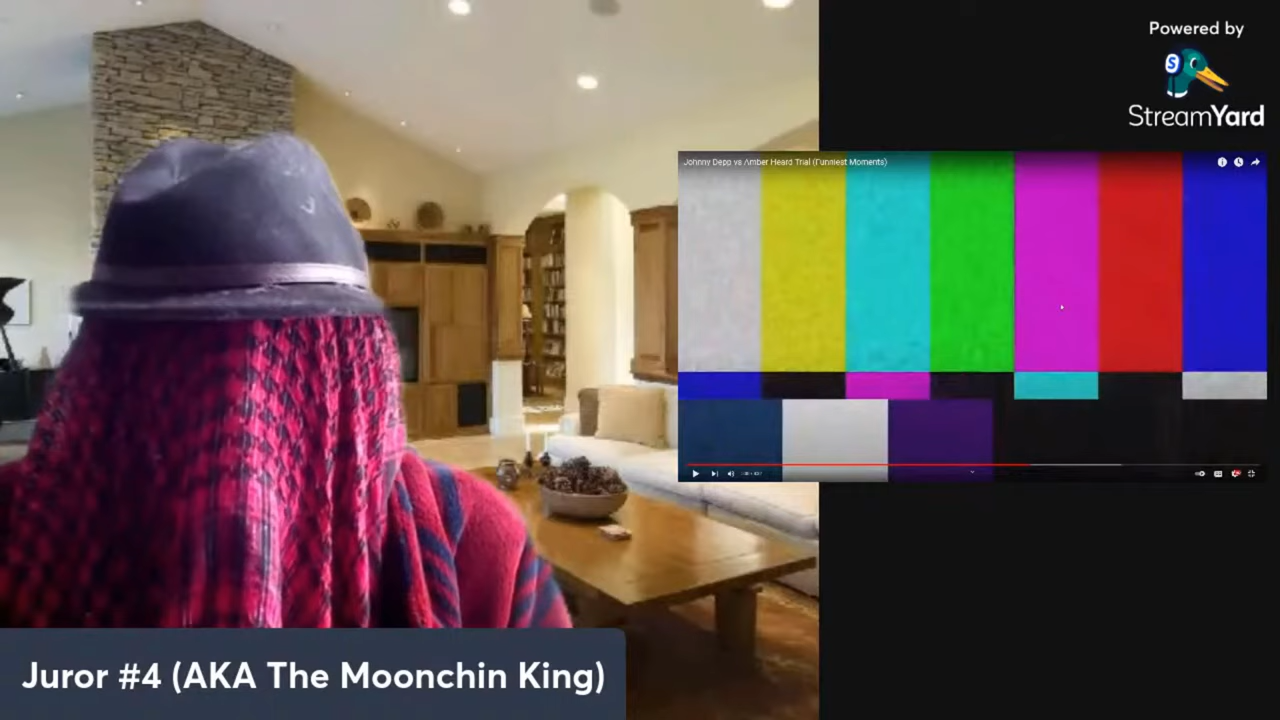 Powered by
S
StreamYard
Johnny Depp vs Amber Heard Trial (Funniest Moments)
Juror #4 (AKA The Moonchin King)